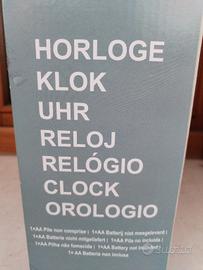 HORLOGE
KLOK
UHR
RELOJ
RELÓGIO
CLOCK
OROLOGIO
1×AA Pile non comprise | 1×AA Batterij niet meegeleverd |
1×AA Batterie nicht mitgeliefert | 1×AA Pila no incluida |
1×AA Pilha não fornecida | 1×AA Battery not included |
1×AA Batteria non inclusa
subito